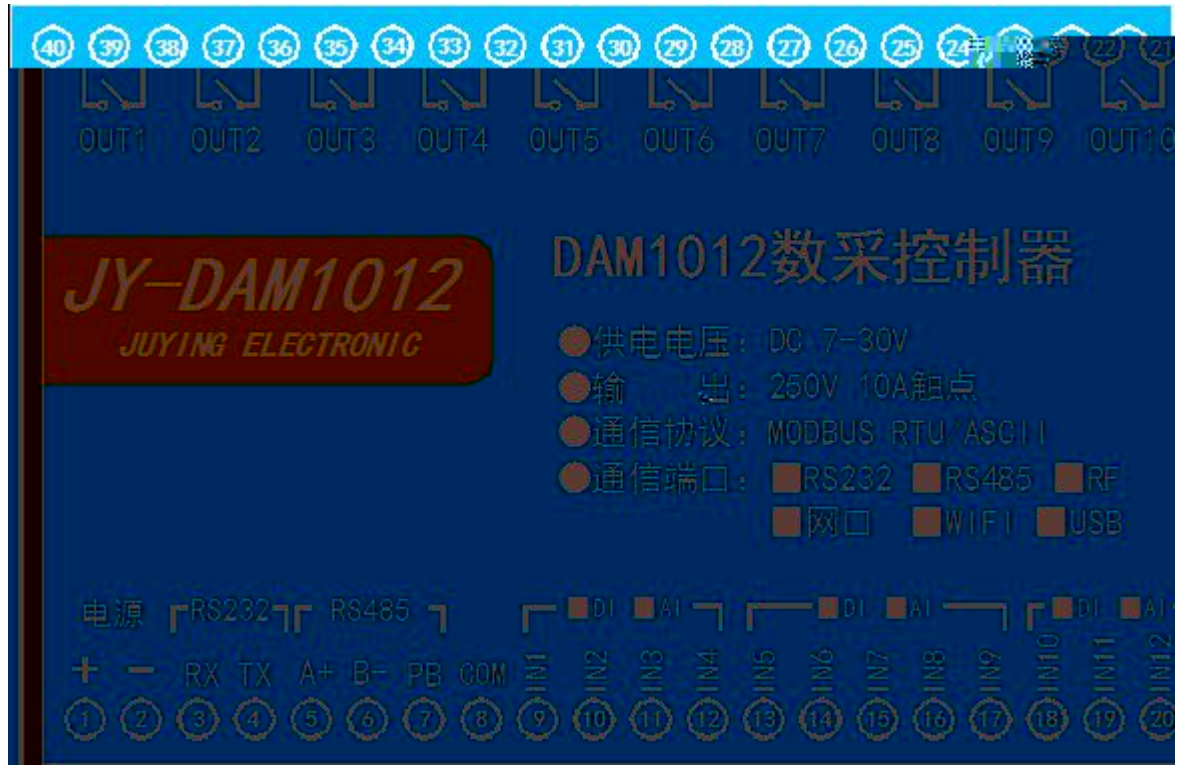 40 39 38 37 36 35 34 33 32 31 30 29 28 27 26 25 24 22 21
OUT1 OUT2 OUT3 OUT4 OUT5 OUT6 OUT7 OUT8 OUT9 OUT10
JY-DAM1012
JUYING ELECTRONIC
DAM1012数采控制器
供电电压: DC 7-30V
输 出: 250V 10A触点
通信协议: MODBUS RTU/ASCII
通信端口: RS232 RS485 RF
网口 WIFI USB
电源 RS232 RS485 DI AI DI AI DI AI
+ - RX TX A+ B- PB COM IN1 IN2 IN3 IN4 IN5 IN6 IN7 IN8 IN9 IN10 IN11 IN12
1 2 3 4 5 6 7 8 9 10 11 12 13 14 15 16 17 18 19 20